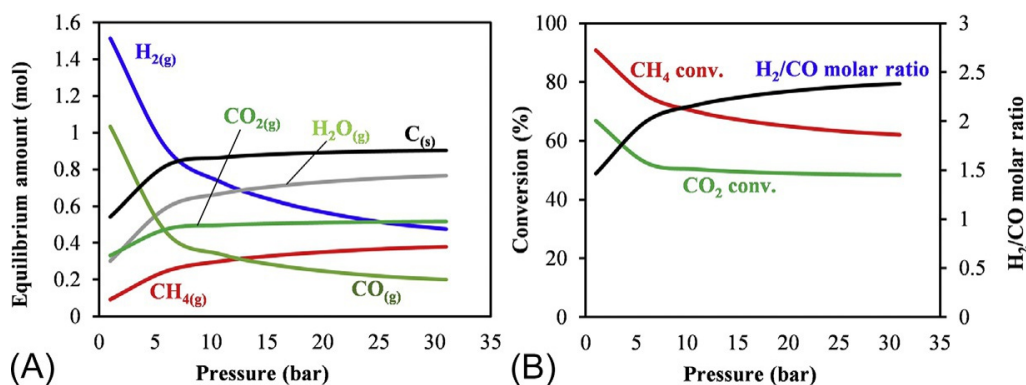 Equilibrium amount (mol)
1.6
1.4
1.2
1
0.8
0.6
0.4
0.2
0
H2(g)
CO2(g)
H2O(g)
C(s)
CH4(g)
CO(g)
0 5 10 15 20 25 30 35
Pressure (bar)
(A)
Conversion (%)
100
80
60
40
20
0
CH4 conv.
H2/CO molar ratio
CO2 conv.
3
2.5
2
1.5
1
0.5
0
H2/CO molar ratio
0 5 10 15 20 25 30 35
Pressure (bar)
(B)